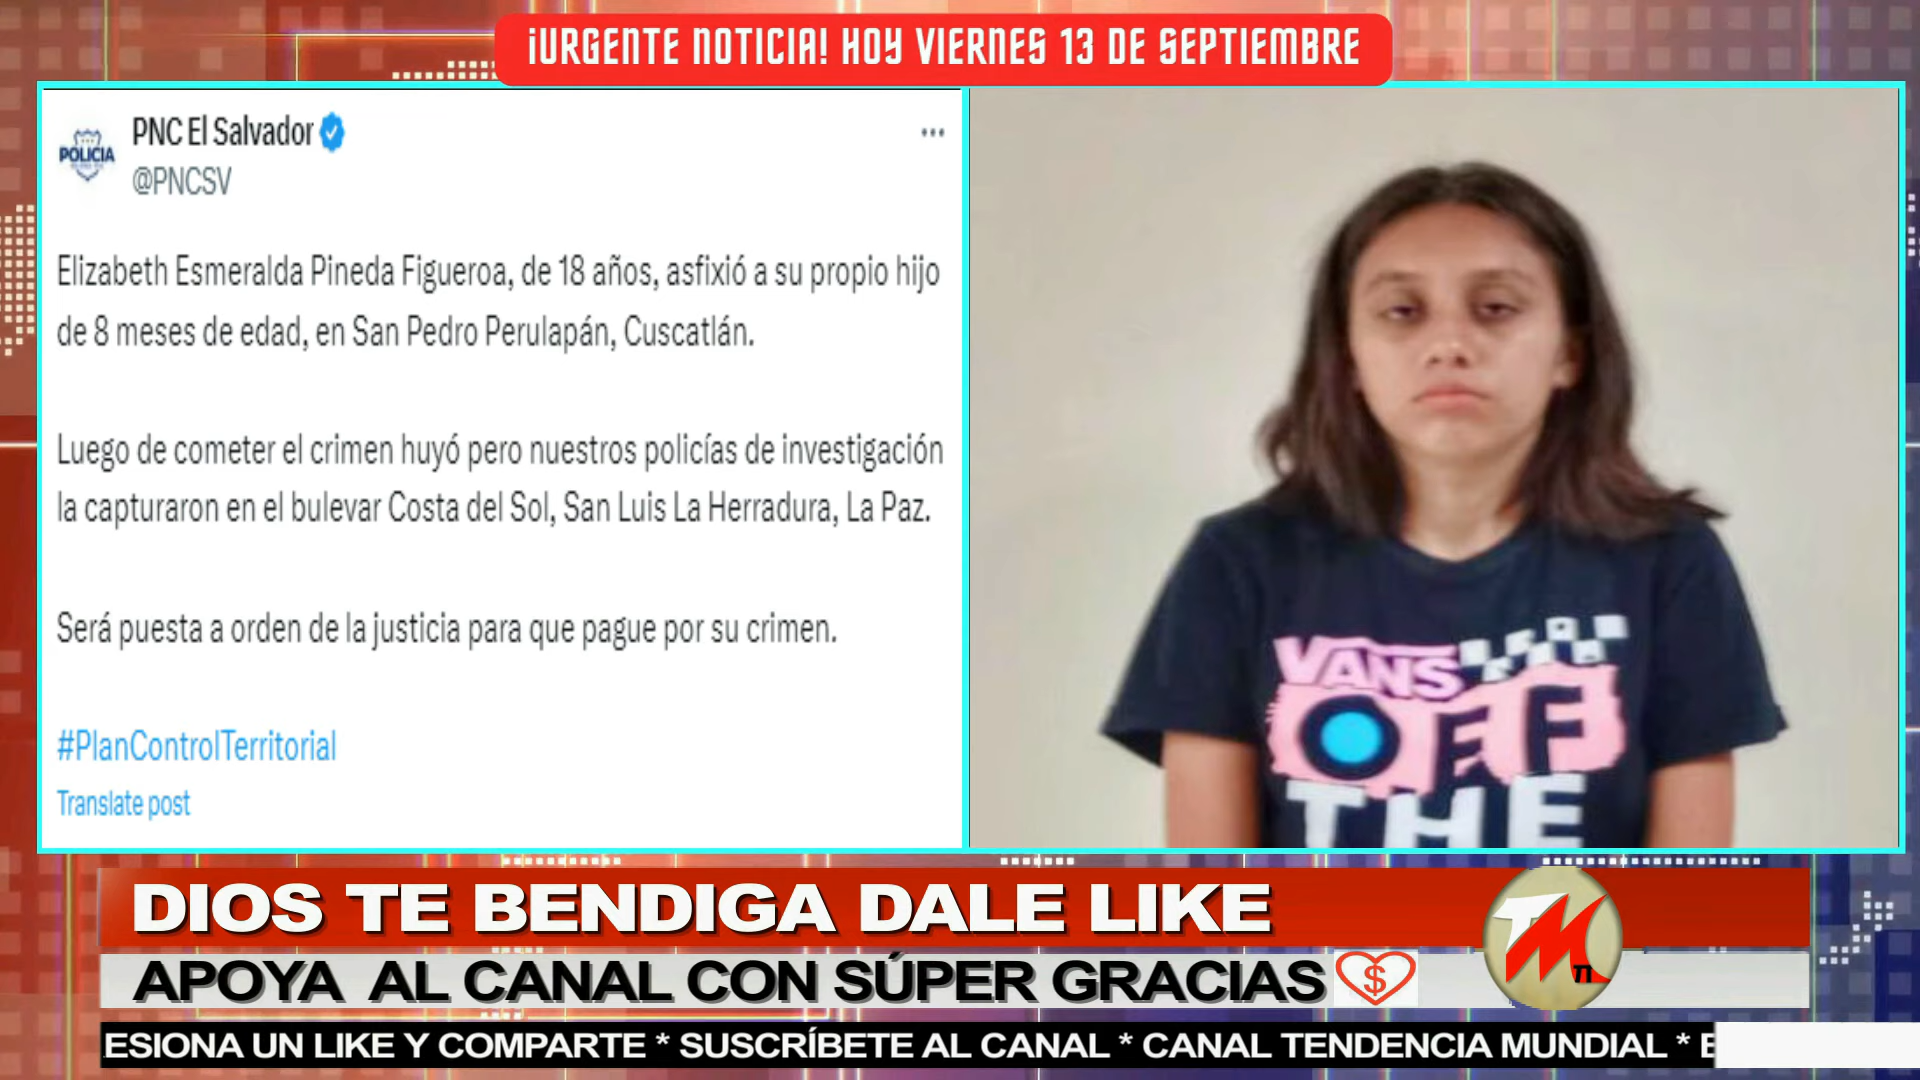 ¡URGENTE NOTICIA! HOY VIERNES 13 DE SEPTIEMBRE
POLICIA
PNC El Salvador
@PNCSV
Elizabeth Esmeralda Pineda Figueroa, de 18 años, asfixió a su propio hijo
de 8 meses de edad, en San Pedro Perulapán, Cuscatlán.
Luego de cometer el crimen huyó pero nuestros policías de investigación
la capturaron en el bulevar Costa del Sol, San Luis La Herradura, La Paz.
Será puesta a orden de la justicia para que pague por su crimen.
#PlanControlTerritorial
Translate post
VANS
OFF
THE
DIOS TE BENDIGA DALE LIKE
APOYA AL CANAL CON SÚPER GRACIAS $
TM
TI
ESIONA UN LIKE Y COMPARTE * SUSCRÍBETE AL CANAL * CANAL TENDENCIA MUNDIAL * E